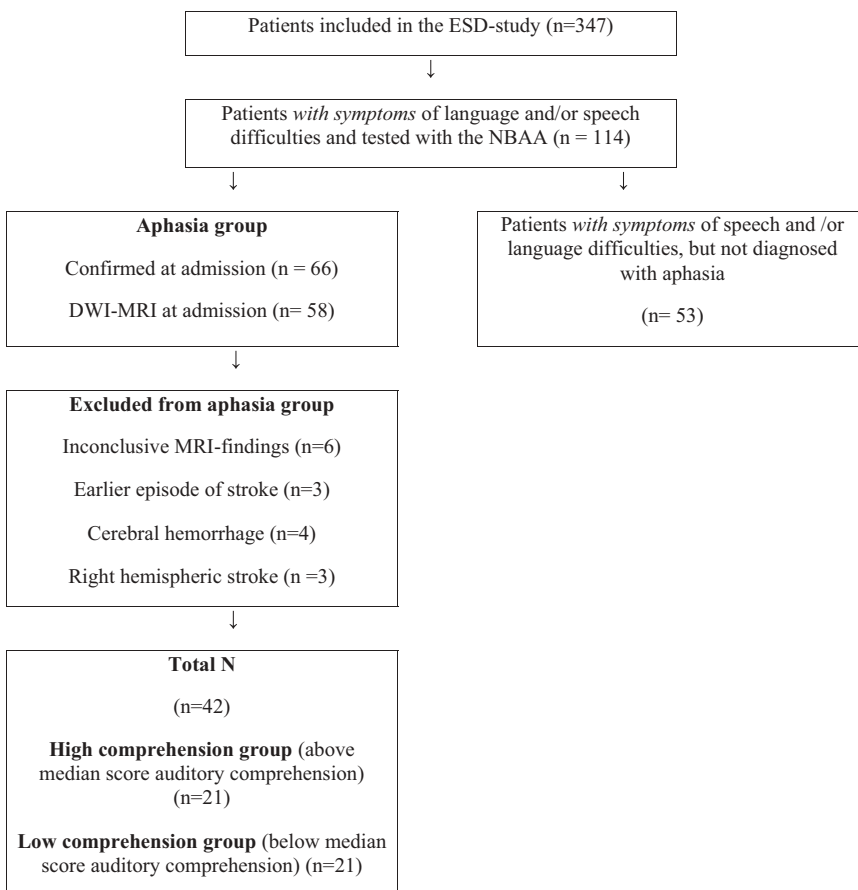 Patients included in the ESD-study (n=347)
↓
Patients with symptoms of language and/or speech
difficulties and tested with the NBAA (n = 114)
↓ ↓
Aphasia group
Confirmed at admission (n = 66)
DWI-MRI at admission (n= 58)
Patients with symptoms of speech and /or
language difficulties, but not diagnosed
with aphasia
(n= 53)
↓
Excluded from aphasia group
Inconclusive MRI-findings (n=6)
Earlier episode of stroke (n=3)
Cerebral hemorrhage (n=4)
Right hemispheric stroke (n =3)
↓
Total N
(n=42)
High comprehension group (above
median score auditory comprehension)
(n=21)
Low comprehension group (below median
score auditory comprehension) (n=21)